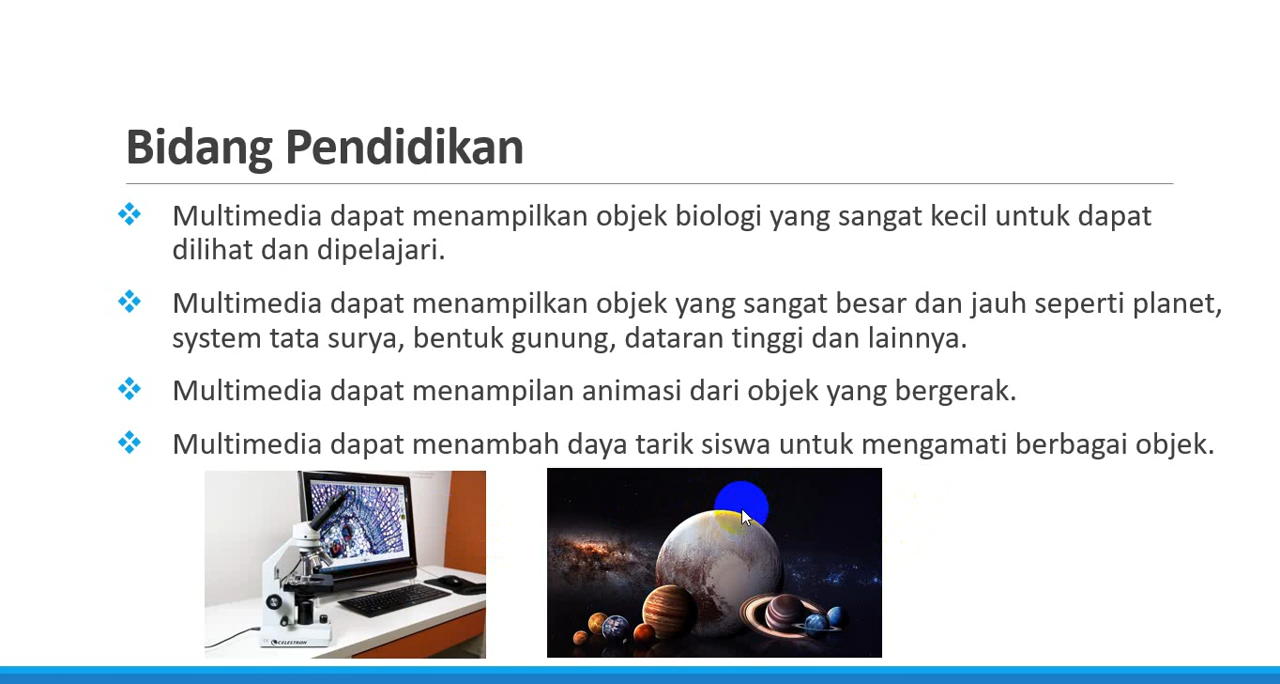 Bidang Pendidikan
Multimedia dapat menampilkan objek biologi yang sangat kecil untuk dapat
dilihat dan dipelajari.
Multimedia dapat menampilkan objek yang sangat besar dan jauh seperti planet,
system tata surya, bentuk gunung, dataran tinggi dan lainnya.
Multimedia dapat menampilan animasi dari objek yang bergerak.
Multimedia dapat menambah daya tarik siswa untuk mengamati berbagai objek.
CELESTRON